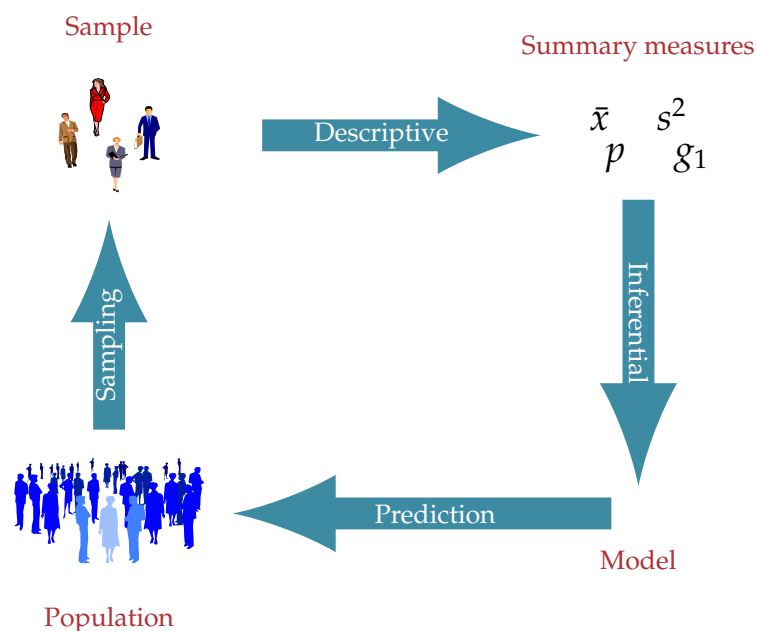 Sample
Summary measures
x̄ s²
p g₁
Descriptive
Sampling
Inferential
Prediction
Model
Population